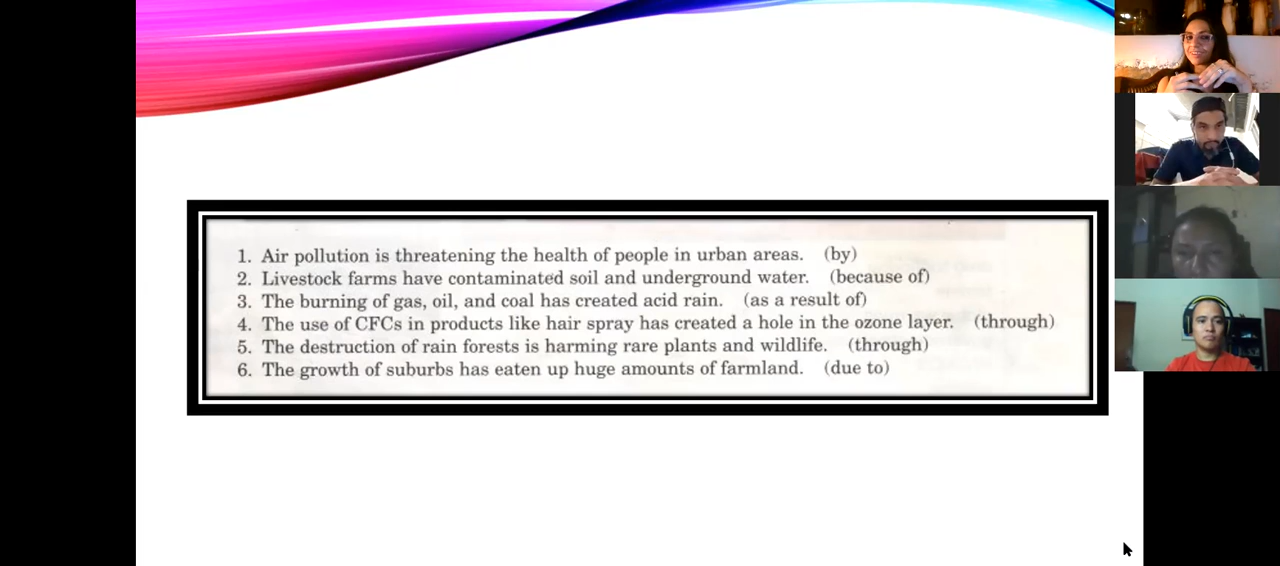 1. Air pollution is threatening the health of people in urban areas. (by)
2. Livestock farms have contaminated soil and underground water. (because of)
3. The burning of gas, oil, and coal has created acid rain. (as a result of)
4. The use of CFCs in products like hair spray has created a hole in the ozone layer. (through)
5. The destruction of rain forests is harming rare plants and wildlife. (through)
6. The growth of suburbs has eaten up huge amounts of farmland. (due to)